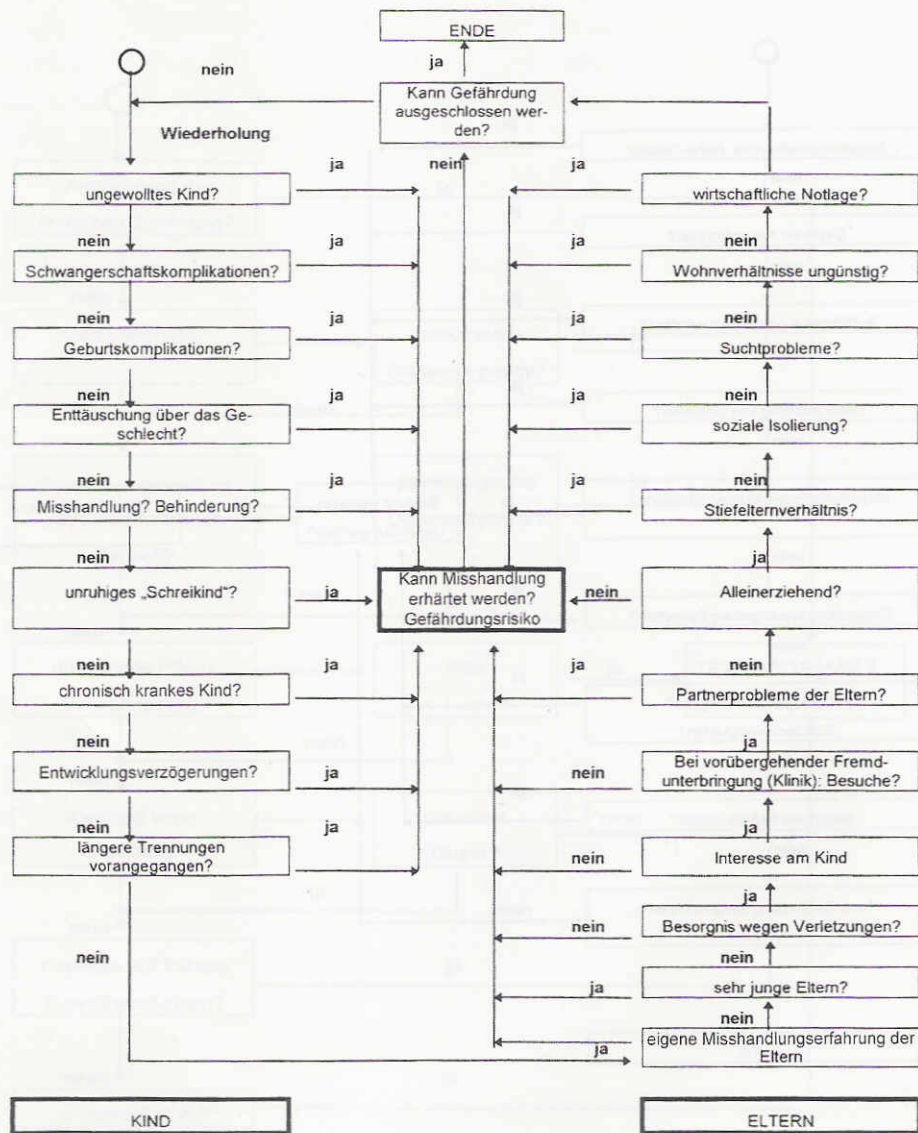 ENDE
ja
nein
Kann Gefährdung
ausgeschlossen wer-
den?
Wiederholung
ja
nein
ja
ungewolltes Kind?
wirtschaftliche Notlage?
nein
ja
ja
nein
Schwangerschaftskomplikationen?
Wohnverhältnisse ungünstig?
nein
ja
ja
nein
Geburtskomplikationen?
Suchtprobleme?
nein
ja
ja
nein
Enttäuschung über das Ge-
schlecht?
soziale Isolierung?
nein
ja
ja
nein
Misshandlung? Behinderung?
Stiefelternverhältnis?
nein
ja
unruhiges „Schreikind“?
ja
Kann Misshandlung
erhärtet werden?
Gefährdungsrisiko
nein
Alleinerziehend?
nein
ja
ja
nein
chronisch krankes Kind?
Partnerprobleme der Eltern?
nein
ja
Entwicklungsverzögerungen?
ja
nein
Bei vorübergehender Fremd-
unterbringung (Klinik): Besuche?
nein
ja
ja
längere Trennungen
vorangegangen?
nein
Interesse am Kind
ja
nein
nein
Besorgnis wegen Verletzungen?
nein
ja
sehr junge Eltern?
nein
ja
eigene Misshandlungserfahrung der
Eltern
KIND
ELTERN